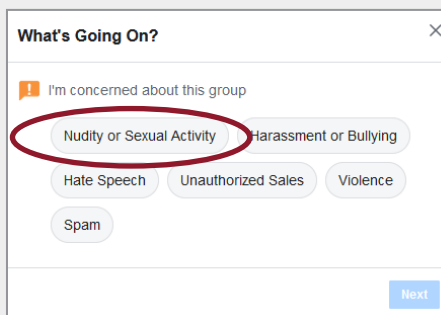 What's Going On?
I'm concerned about this group
Nudity or Sexual Activity Harassment or Bullying
Hate Speech Unauthorized Sales Violence
Spam
Next